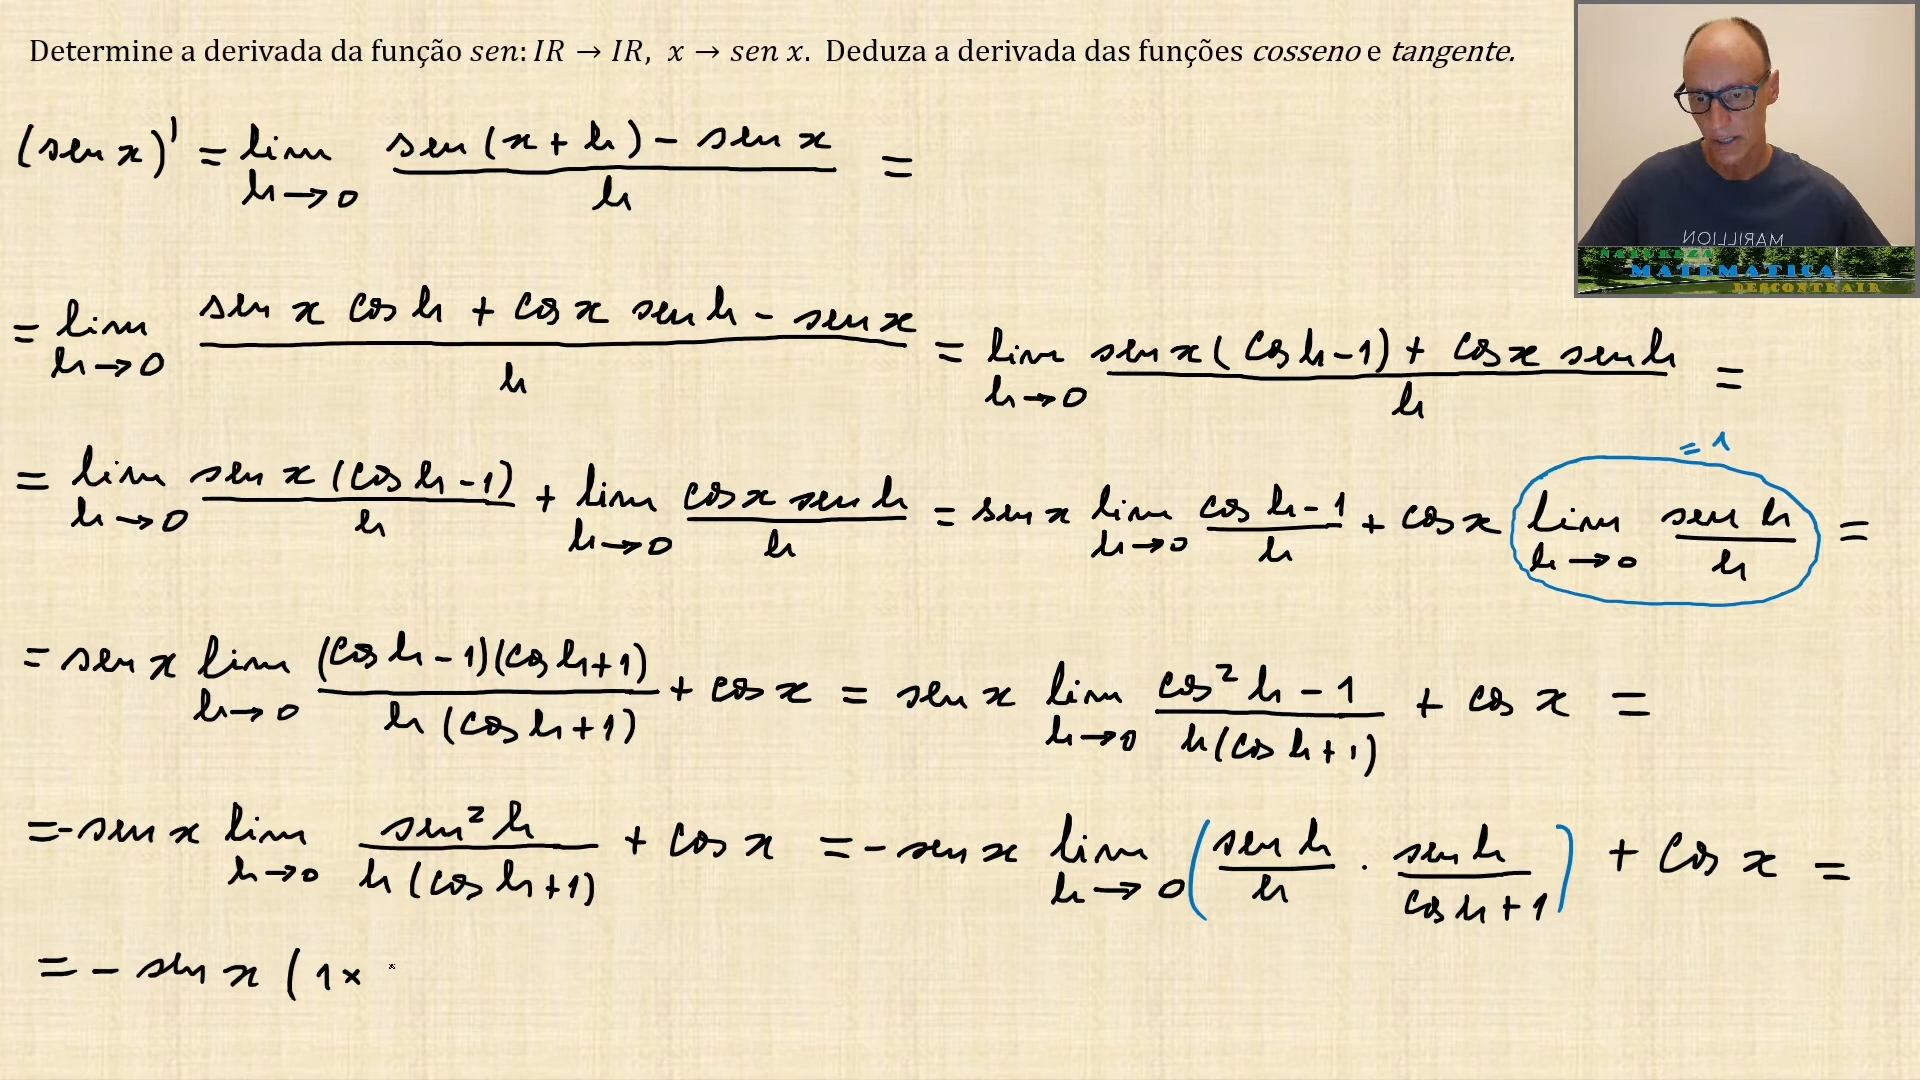 Determine a derivada da função sen: IR → IR, x → sen x. Deduza a derivada das funções cosseno e tangente.
(sen x)' = lim h→0 (sen (x + h) - sen x)/h =
= lim h→0 (sen x cos h + cos x sen h - sen x)/h = lim h→0 (sen x (cos h - 1) + cos x sen h)/h =
= lim h→0 (sen x (cos h - 1))/h + lim h→0 (cos x sen h)/h = sen x lim h→0 (cos h - 1)/h + cos x lim h→0 (sen h)/h =
= 1
= sen x lim h→0 ((cos h - 1)(cos h + 1))/(h (cos h + 1)) + cos x = sen x lim h→0 (cos² h - 1)/(h (cos h + 1)) + cos x =
= - sen x lim h→0 (sen² h)/(h (cos h + 1)) + cos x = - sen x lim h→0 ((sen h)/h . (sen h)/(cos h + 1)) + cos x =
= - sen x ( 1 ×
MARILLION
NATUREZA
MATEMATICA
DESCONTRAIR